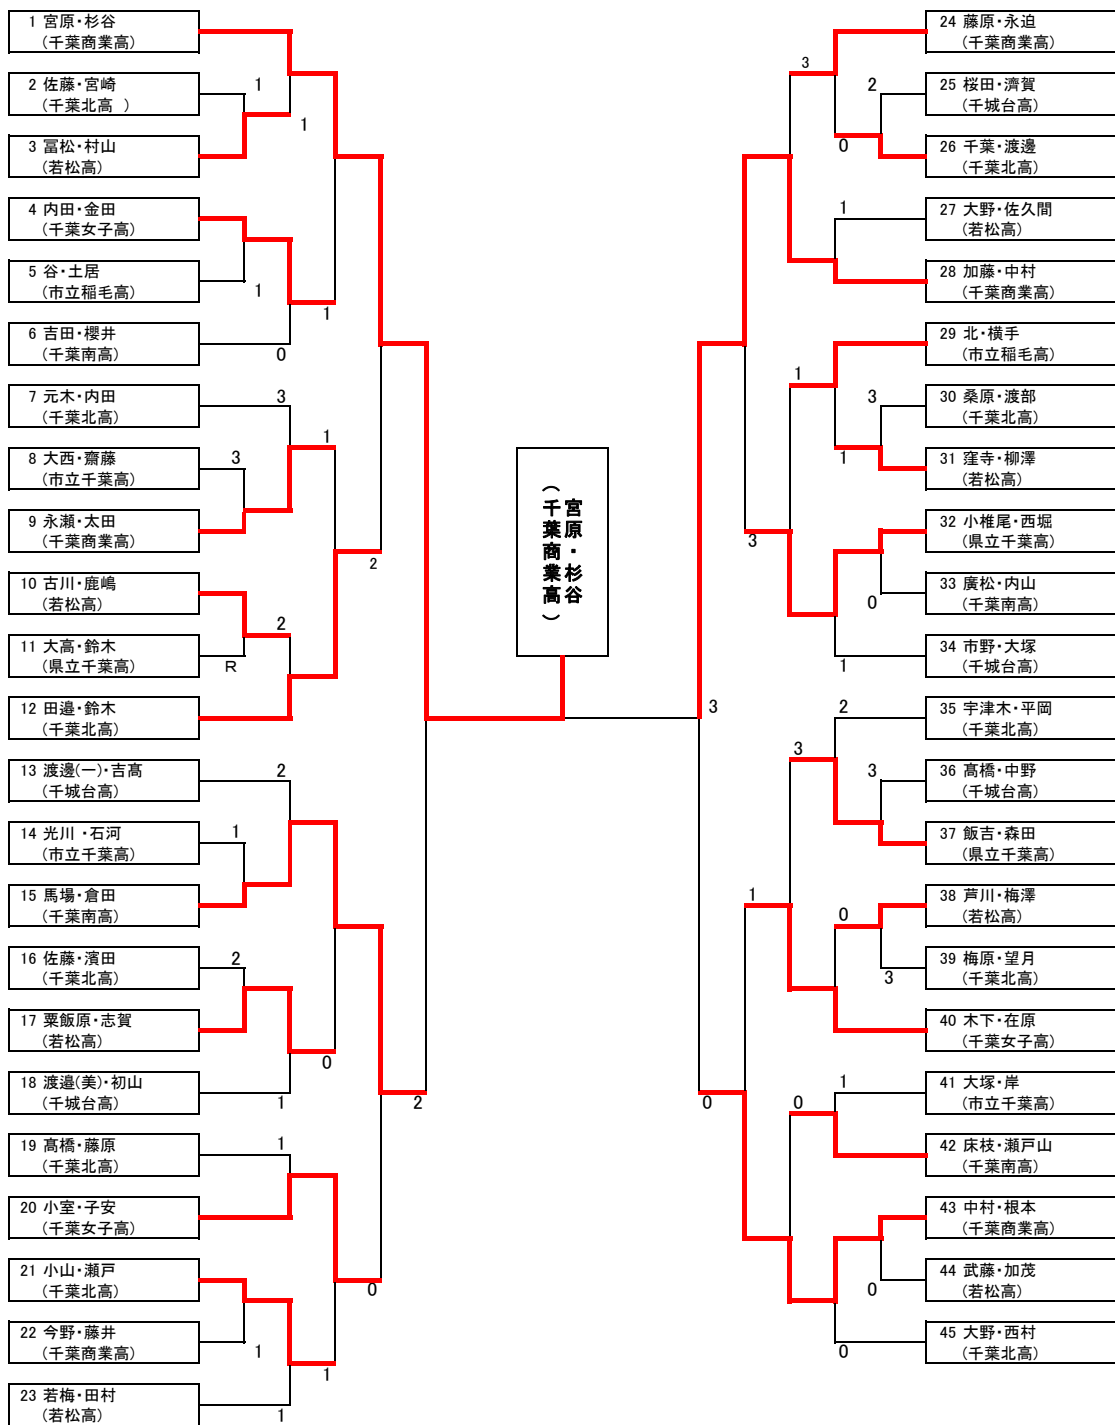 1 宮原・杉谷
(千葉商業高)
2 佐藤・宮崎
(千葉北高 )
3 冨松・村山
(若松高)
4 内田・金田
(千葉女子高)
5 谷・土居
(市立稲毛高)
6 吉田・櫻井
(千葉南高)
7 元木・内田
(千葉北高)
8 大西・齋藤
(市立千葉高)
9 永瀬・太田
(千葉商業高)
10 古川・鹿嶋
(若松高)
11 大高・鈴木
(県立千葉高)
12 田邉・鈴木
(千葉北高)
13 渡邊(一)・吉髙
(千城台高)
14 光川 ・石河
(市立千葉高)
15 馬場・倉田
(千葉南高)
16 佐藤・濱田
(千葉北高)
17 粟飯原・志賀
(若松高)
18 渡邉(美)・初山
(千城台高)
19 髙橋・藤原
(千葉北高)
20 小室・子安
(千葉女子高)
21 小山・瀬戸
(千葉北高)
22 今野・藤井
(千葉商業高)
23 若梅・田村
(若松高)
1
1
1
1
0
3
1
3
2
2
R
2
1
2
0
1
2
1
0
1
1
1
宮原・杉谷
(千葉商業高)
3
3
2
0
1
1
3
1
3
0
1
2
3
3
1
0
3
0
1
0
0
0
24 藤原・永迫
(千葉商業高)
25 桜田・濟賀
(千城台高)
26 千葉・渡邊
(千葉北高)
27 大野・佐久間
(若松高)
28 加藤・中村
(千葉商業高)
29 北・横手
(市立稲毛高)
30 桑原・渡部
(千葉北高)
31 窪寺・柳澤
(若松高)
32 小椎尾・西堀
(県立千葉高)
33 廣松・内山
(千葉南高)
34 市野・大塚
(千城台高)
35 宇津木・平岡
(千葉北高)
36 髙橋・中野
(千城台高)
37 飯吉・森田
(県立千葉高)
38 芦川・梅澤
(若松高)
39 梅原・望月
(千葉北高)
40 木下・在原
(千葉女子高)
41 大塚・岸
(市立千葉高)
42 床枝・瀬戸山
(千葉南高)
43 中村・根本
(千葉商業高)
44 武藤・加茂
(若松高)
45 大野・西村
(千葉北高)